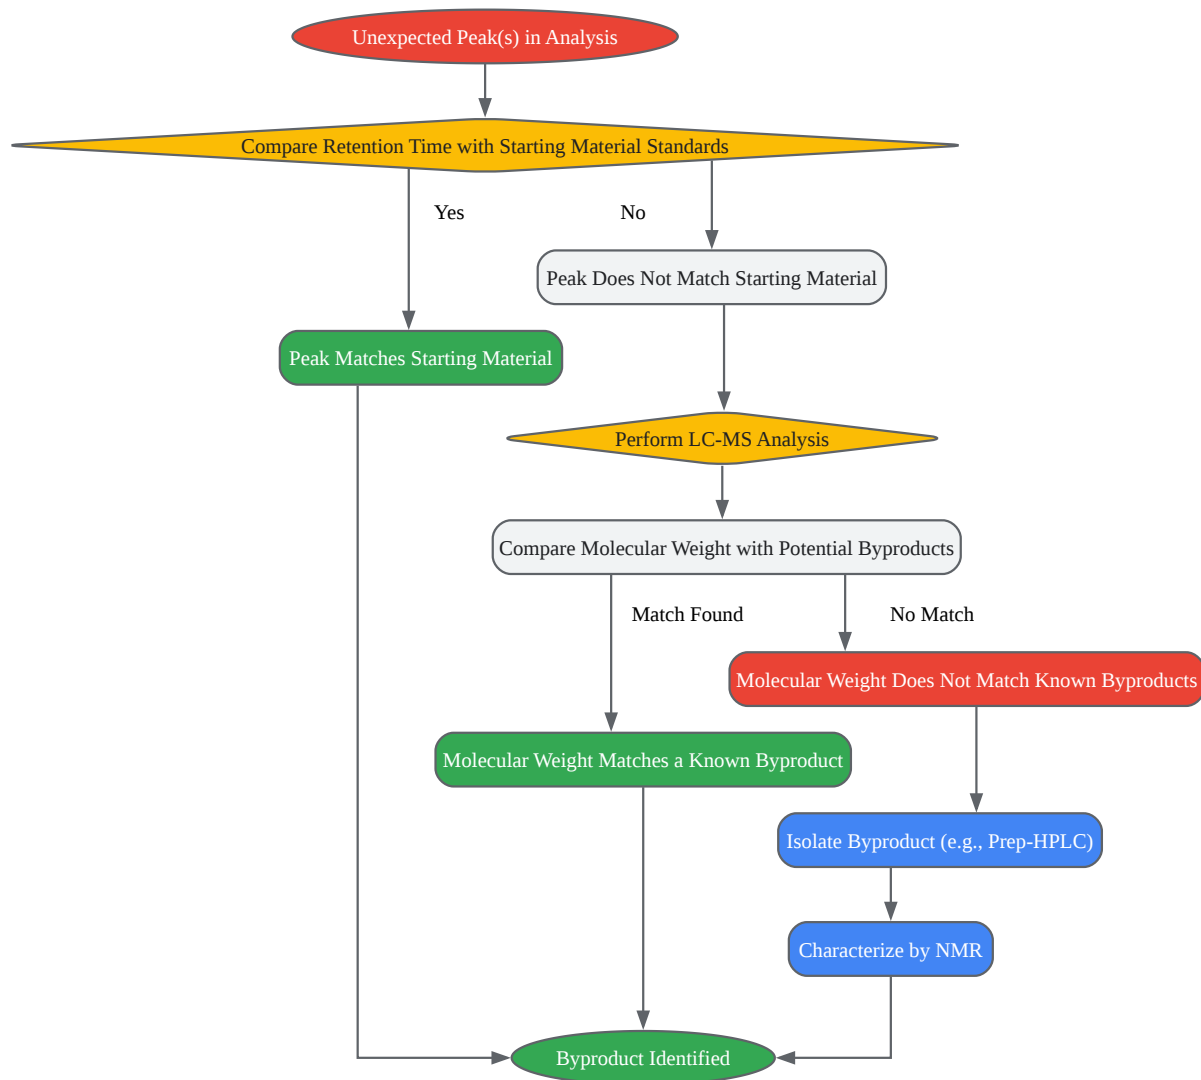 Unexpected Peak(s) in Analysis
Compare Retention Time with Starting Material Standards
Yes
No
Peak Does Not Match Starting Material
Peak Matches Starting Material
Perform LC-MS Analysis
Compare Molecular Weight with Potential Byproducts
Match Found
No Match
Molecular Weight Does Not Match Known Byproducts
Molecular Weight Matches a Known Byproduct
Isolate Byproduct (e.g., Prep-HPLC)
Characterize by NMR
Byproduct Identified